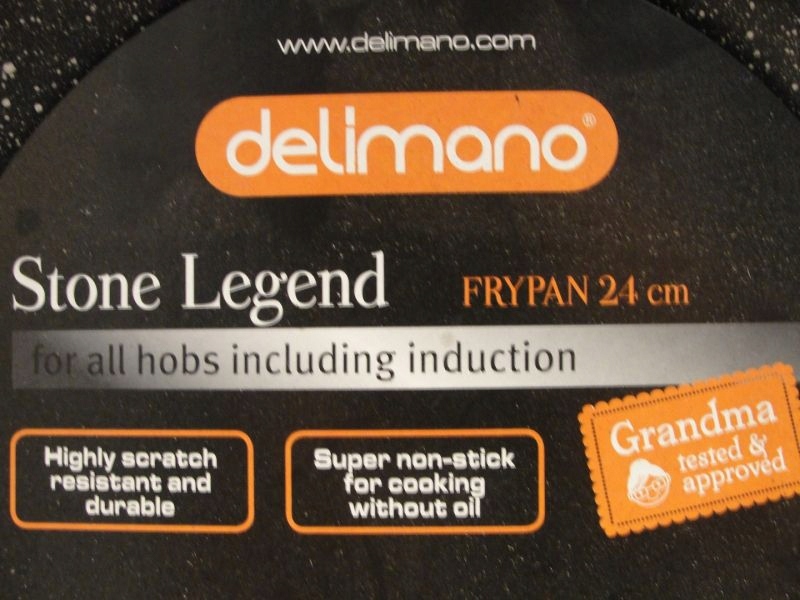 www.delimano.com
delimano®
Stone Legend FRYPAN 24 cm
for all hobs including induction
Highly scratch
resistant and
durable
Super non-stick
for cooking
without oil
Grandma
tested &
approved